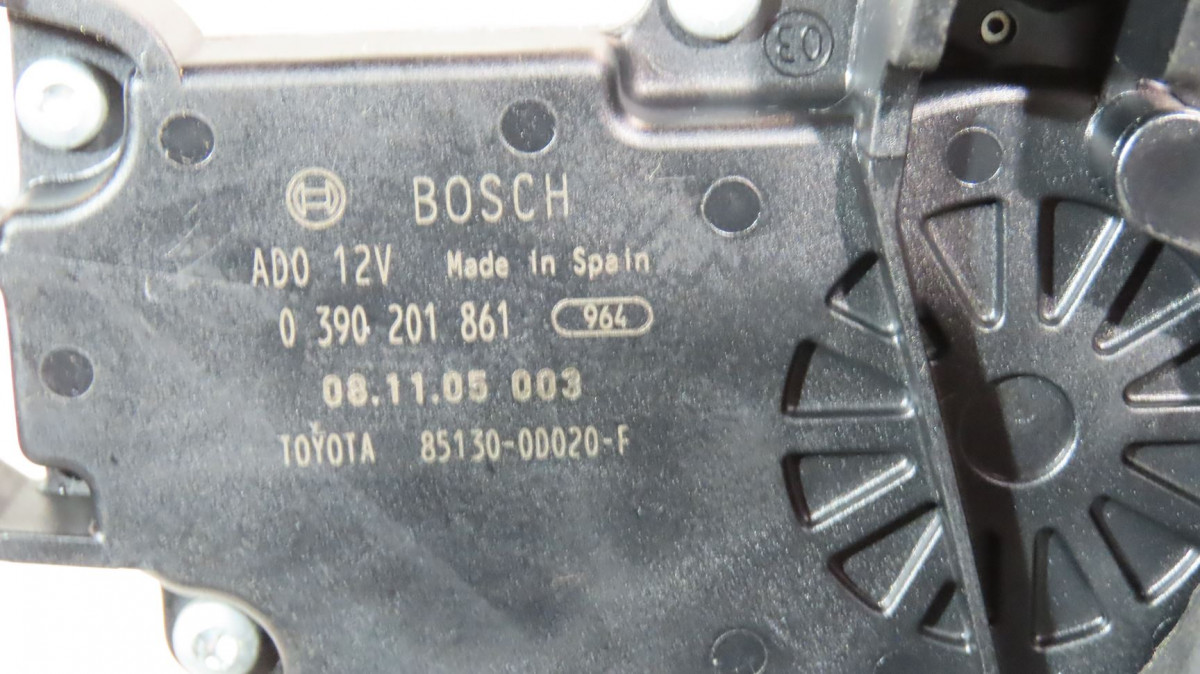 03
BOSCH
ADO 12V Made in Spain
0 390 201 861 964
08.11.05 003
TOYOTA 85130-0D020-F